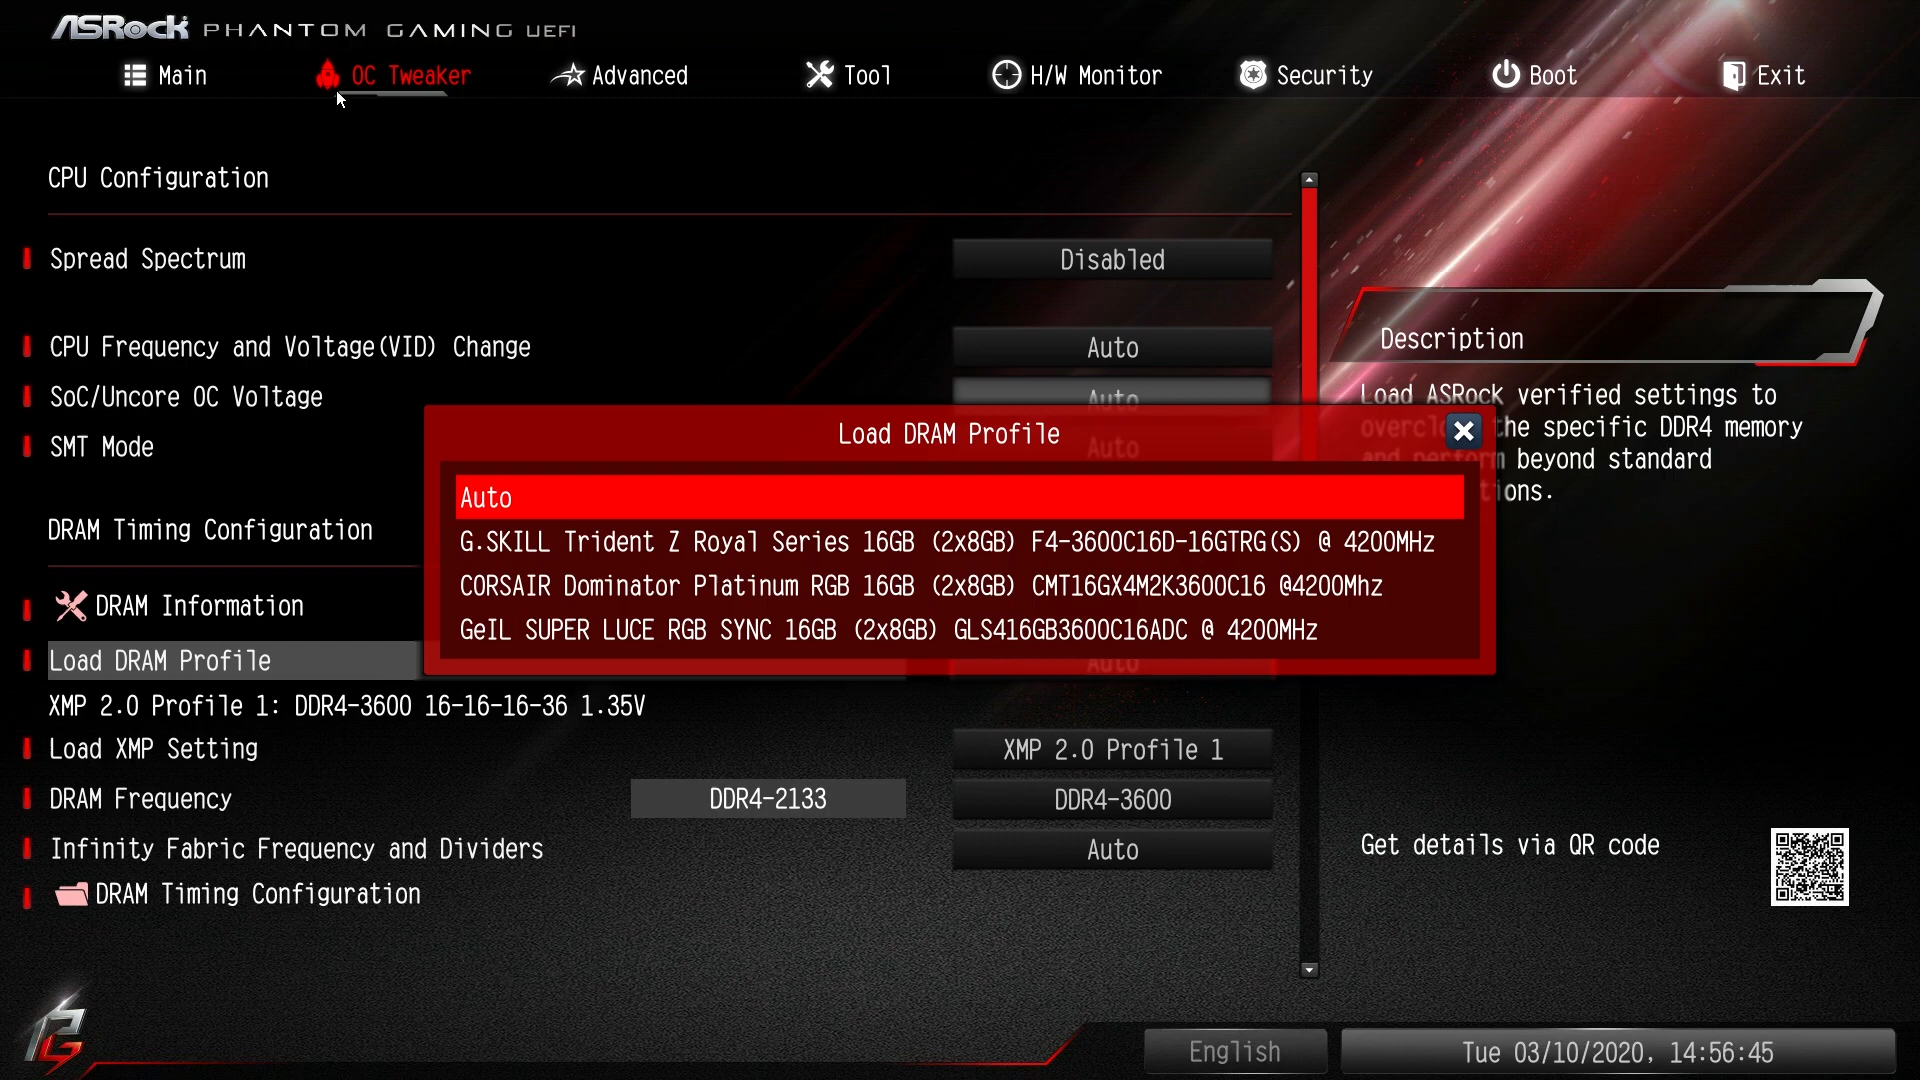 ASRock PHANTOM GAMING UEFI
Main OC Tweaker Advanced Tool H/W Monitor Security Boot Exit
CPU Configuration
Spread Spectrum Disabled
CPU Frequency and Voltage(VID) Change Auto
SoC/Uncore OC Voltage Auto
SMT Mode Auto
DRAM Timing Configuration
DRAM Information
Load DRAM Profile Auto
XMP 2.0 Profile 1: DDR4-3600 16-16-16-36 1.35V
Load XMP Setting XMP 2.0 Profile 1
DRAM Frequency DDR4-2133 DDR4-3600
Infinity Fabric Frequency and Dividers Auto
DRAM Timing Configuration
Load DRAM Profile
Auto
G.SKILL Trident Z Royal Series 16GB (2x8GB) F4-3600C16D-16GTRG(S) @ 4200MHz
CORSAIR Dominator Platinum RGB 16GB (2x8GB) CMT16GX4M2K3600C16 @4200Mhz
GeIL SUPER LUCE RGB SYNC 16GB (2x8GB) GLS416GB3600C16ADC @ 4200MHz
Description
Load ASRock verified settings to
overcl the specific DDR4 memory
and perform beyond standard
tions.
Get details via QR code
English
Tue 03/10/2020, 14:56:45